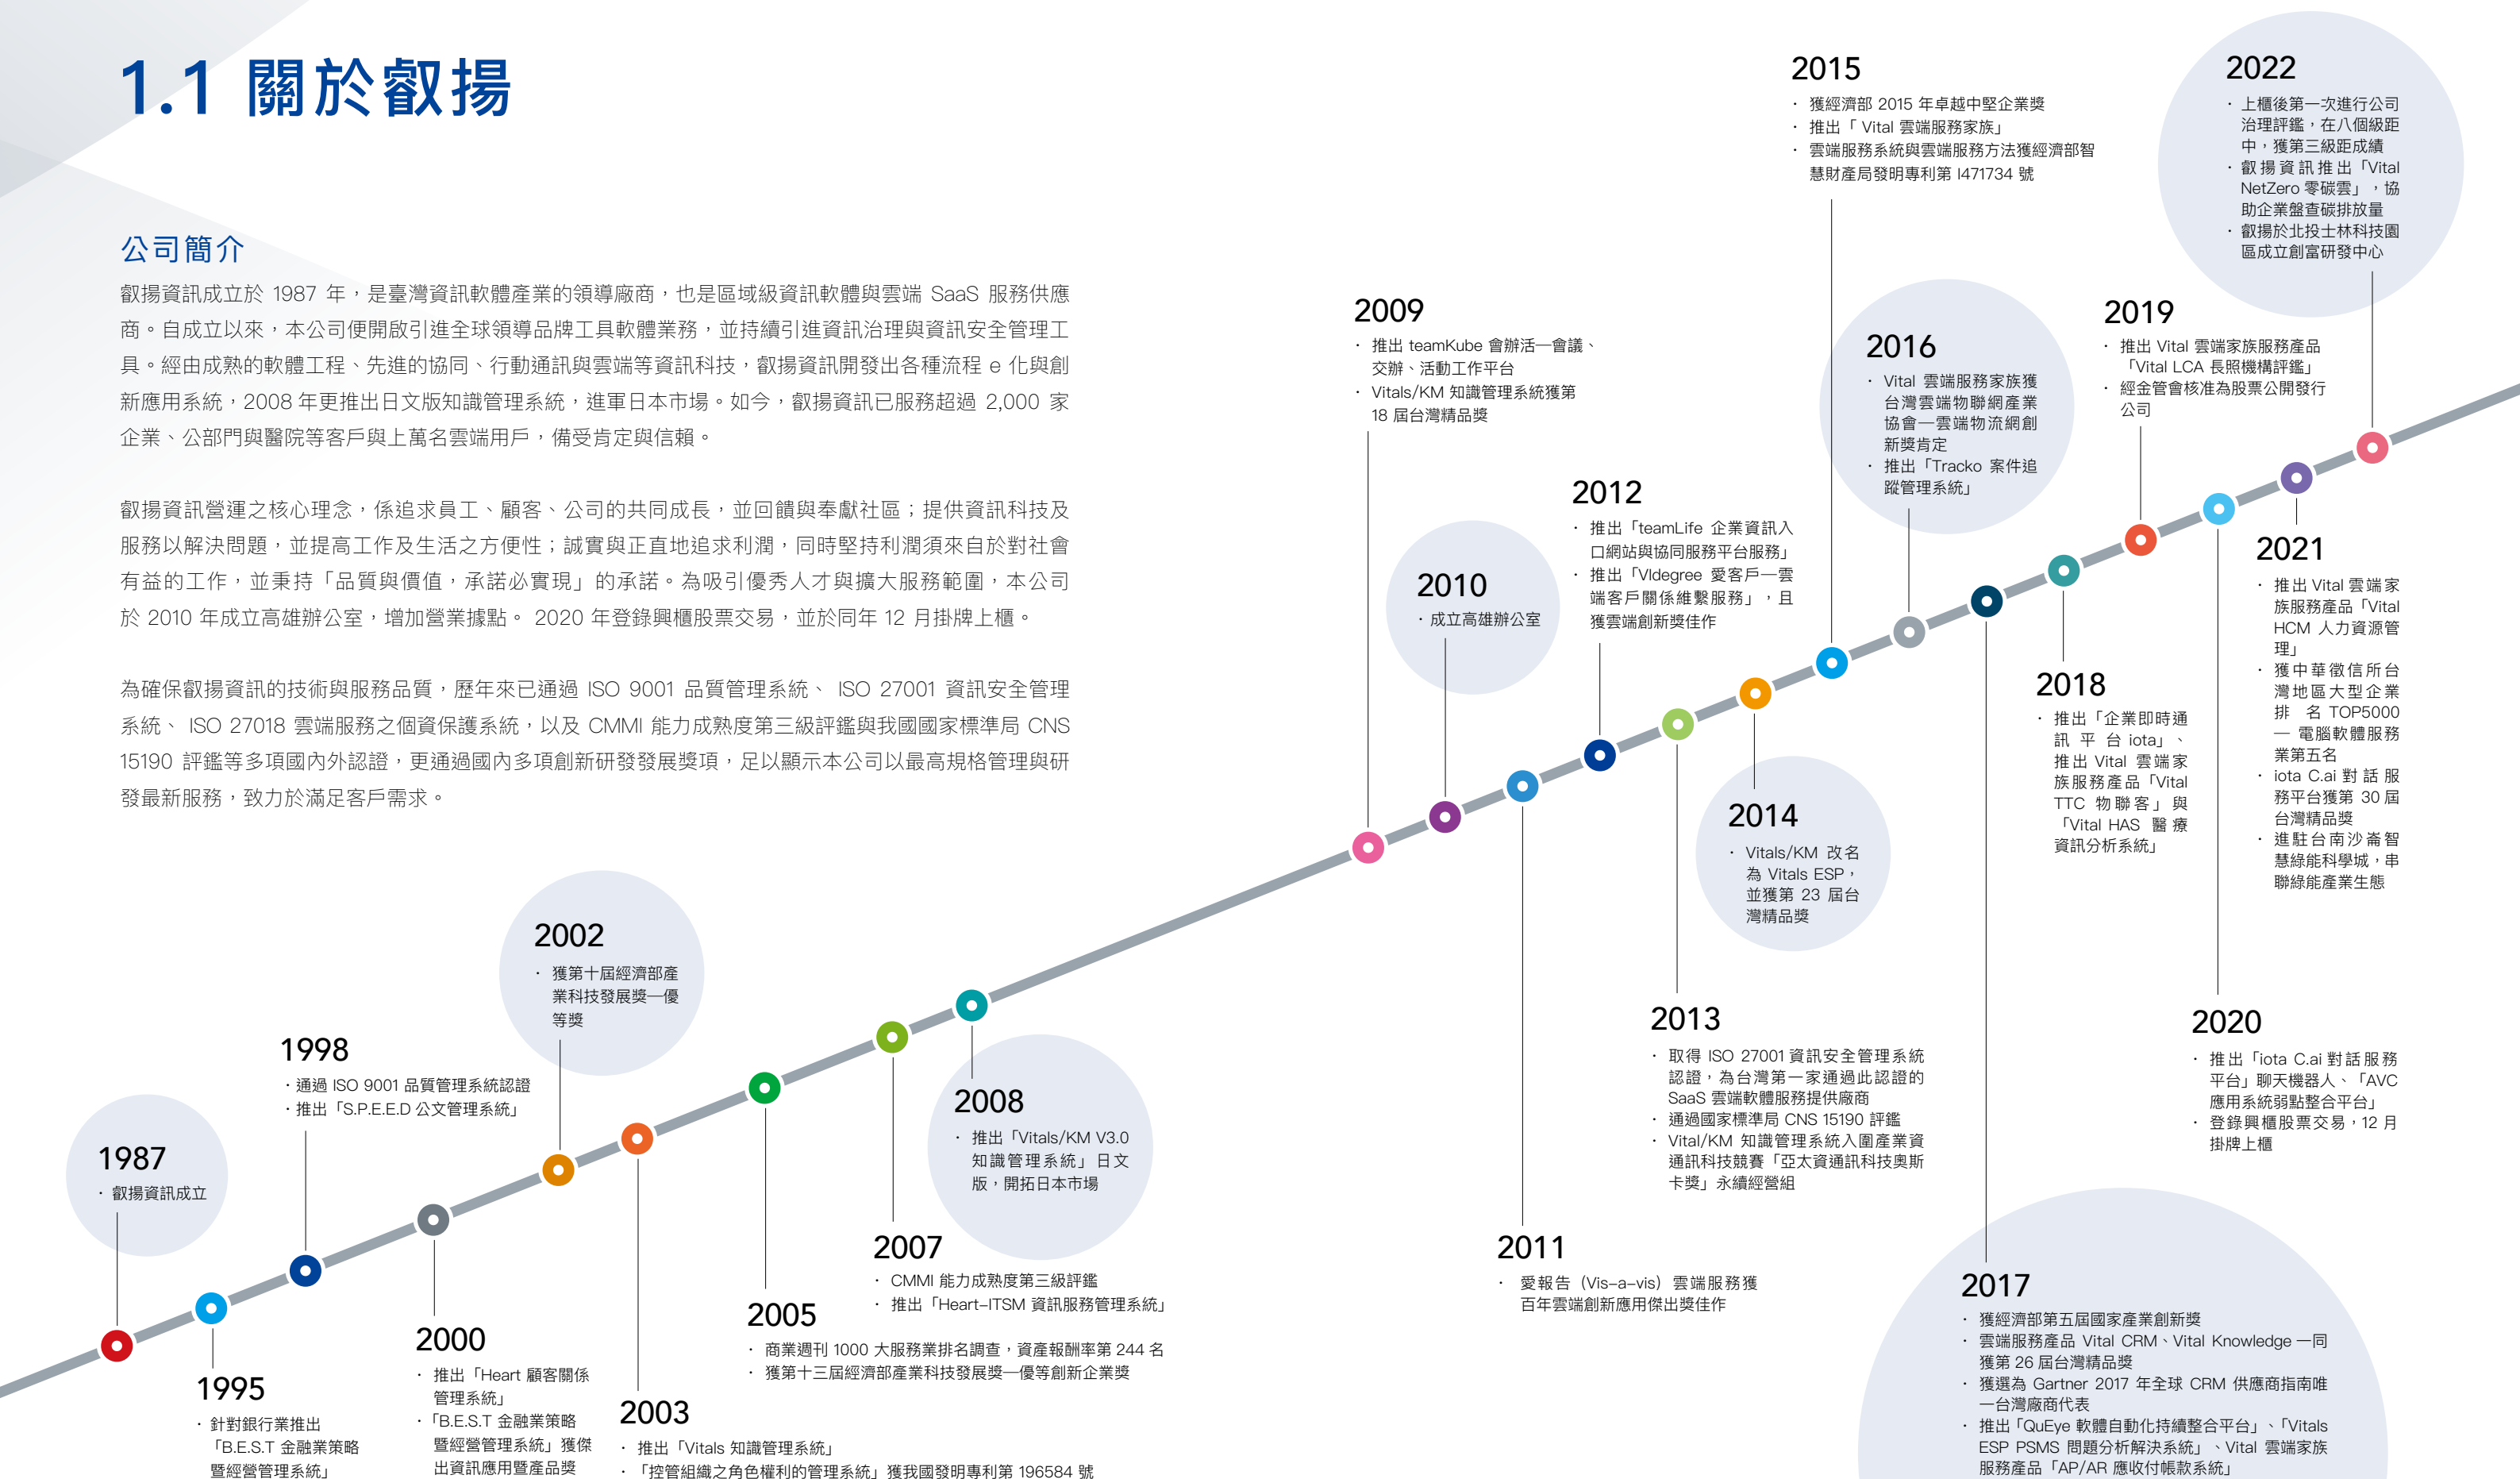 1.1 關於叡揚
公司簡介
叡揚資訊成立於 1987 年，是臺灣資訊軟體產業的領導廠商，也是區域級資訊軟體與雲端 SaaS 服務供應
商。自成立以來，本公司便開啟引進全球領導品牌工具軟體業務，並持續引進資訊治理與資訊安全管理工
具。經由成熟的軟體工程、先進的協同、行動通訊與雲端等資訊科技，叡揚資訊開發出各種流程 e 化與創
新應用系統，2008 年更推出日文版知識管理系統，進軍日本市場。如今，叡揚資訊已服務超過 2,000 家
企業、公部門與醫院等客戶與上萬名雲端用戶，備受肯定與信賴。
叡揚資訊營運之核心理念，係追求員工、顧客、公司的共同成長，並回饋與奉獻社區；提供資訊科技及
服務以解決問題，並提高工作及生活之方便性；誠實與正直地追求利潤，同時堅持利潤須來自於對社會
有益的工作，並秉持「品質與價值，承諾必實現」的承諾。為吸引優秀人才與擴大服務範圍，本公司
於 2010 年成立高雄辦公室，增加營業據點。 2020 年登錄興櫃股票交易，並於同年 12 月掛牌上櫃。
為確保叡揚資訊的技術與服務品質，歷年來已通過 ISO 9001 品質管理系統、 ISO 27001 資訊安全管理
系統、 ISO 27018 雲端服務之個資保護系統，以及 CMMI 能力成熟度第三級評鑑與我國國家標準局 CNS
15190 評鑑等多項國內外認證，更通過國內多項創新研發發展獎項，足以顯示本公司以最高規格管理與研
發最新服務，致力於滿足客戶需求。
1987
· 叡揚資訊成立
1995
· 針對銀行業推出
「B.E.S.T 金融業策略
暨經營管理系統」
1998
· 通過 ISO 9001 品質管理系統認證
· 推出「S.P.E.E.D 公文管理系統」
2000
· 推出「Heart 顧客關係
管理系統」
· 「B.E.S.T 金融業策略
暨經營管理系統」獲傑
出資訊應用暨產品獎
2002
· 獲第十屆經濟部產
業科技發展獎—優
等獎
2003
· 推出「Vitals 知識管理系統」
· 「控管組織之角色權利的管理系統」獲我國發明專利第 196584 號
2005
· 商業週刊 1000 大服務業排名調查，資產報酬率第 244 名
· 獲第十三屆經濟部產業科技發展獎—優等創新企業獎
2007
· CMMI 能力成熟度第三級評鑑
· 推出「Heart–ITSM 資訊服務管理系統」
2008
· 推出「Vitals/KM V3.0
知識管理系統」日文
版，開拓日本市場
2009
· 推出 teamKube 會辦活—會議、
交辦、活動工作平台
· Vitals/KM 知識管理系統獲第
18 屆台灣精品獎
2010
· 成立高雄辦公室
2011
· 愛報告（Vis–a–vis）雲端服務獲
百年雲端創新應用傑出獎佳作
2012
· 推出「teamLife 企業資訊入
口網站與協同服務平台服務」
· 推出「VIdegree 愛客戶—雲
端客戶關係維繫服務」，且
獲雲端創新獎佳作
2013
· 取得 ISO 27001 資訊安全管理系統
認證，為台灣第一家通過此認證的
SaaS 雲端軟體服務提供廠商
· 通過國家標準局 CNS 15190 評鑑
· Vital/KM 知識管理系統入圍產業資
通訊科技競賽「亞太資通訊科技奧斯
卡獎」永續經營組
2014
· Vitals/KM 改名
為 Vitals ESP，
並獲第 23 屆台
灣精品獎
2015
· 獲經濟部 2015 年卓越中堅企業獎
· 推出「 Vital 雲端服務家族」
· 雲端服務系統與雲端服務方法獲經濟部智
慧財產局發明專利第 I471734 號
2016
· Vital 雲端服務家族獲
台灣雲端物聯網產業
協會—雲端物流網創
新獎肯定
· 推出「Tracko 案件追
蹤管理系統」
2017
· 獲經濟部第五屆國家產業創新獎
· 雲端服務產品 Vital CRM、Vital Knowledge 一同
獲第 26 屆台灣精品獎
· 獲選為 Gartner 2017 年全球 CRM 供應商指南唯
一台灣廠商代表
· 推出「QuEye 軟體自動化持續整合平台」、「Vitals
ESP PSMS 問題分析解決系統」、Vital 雲端家族
服務產品「AP/AR 應收付帳款系統」
2018
· 推出「企業即時通
訊平台 iota」、
推出 Vital 雲端家
族服務產品「Vital
TTC 物聯客」與
「Vital HAS 醫療
資訊分析系統」
2019
· 推出 Vital 雲端家族服務產品
「Vital LCA 長照機構評鑑」
· 經金管會核准為股票公開發行
公司
2020
· 推出「iota C.ai 對話服務
平台」聊天機器人、「AVC
應用系統弱點整合平台」
· 登錄興櫃股票交易，12 月
掛牌上櫃
2021
· 推出 Vital 雲端家
族服務產品「Vital
HCM 人力資源管
理」
· 獲中華徵信所台
灣地區大型企業
排名 TOP5000
— 電腦軟體服務
業第五名
· iota C.ai 對話服
務平台獲第 30 屆
台灣精品獎
· 進駐台南沙崙智
慧綠能科學城，串
聯綠能產業生態
2022
· 上櫃後第一次進行公司
治理評鑑，在八個級距
中，獲第三級距成績
· 叡揚資訊推出「Vital
NetZero 零碳雲」，協
助企業盤查碳排放量
· 叡揚於北投士林科技園
區成立創富研發中心